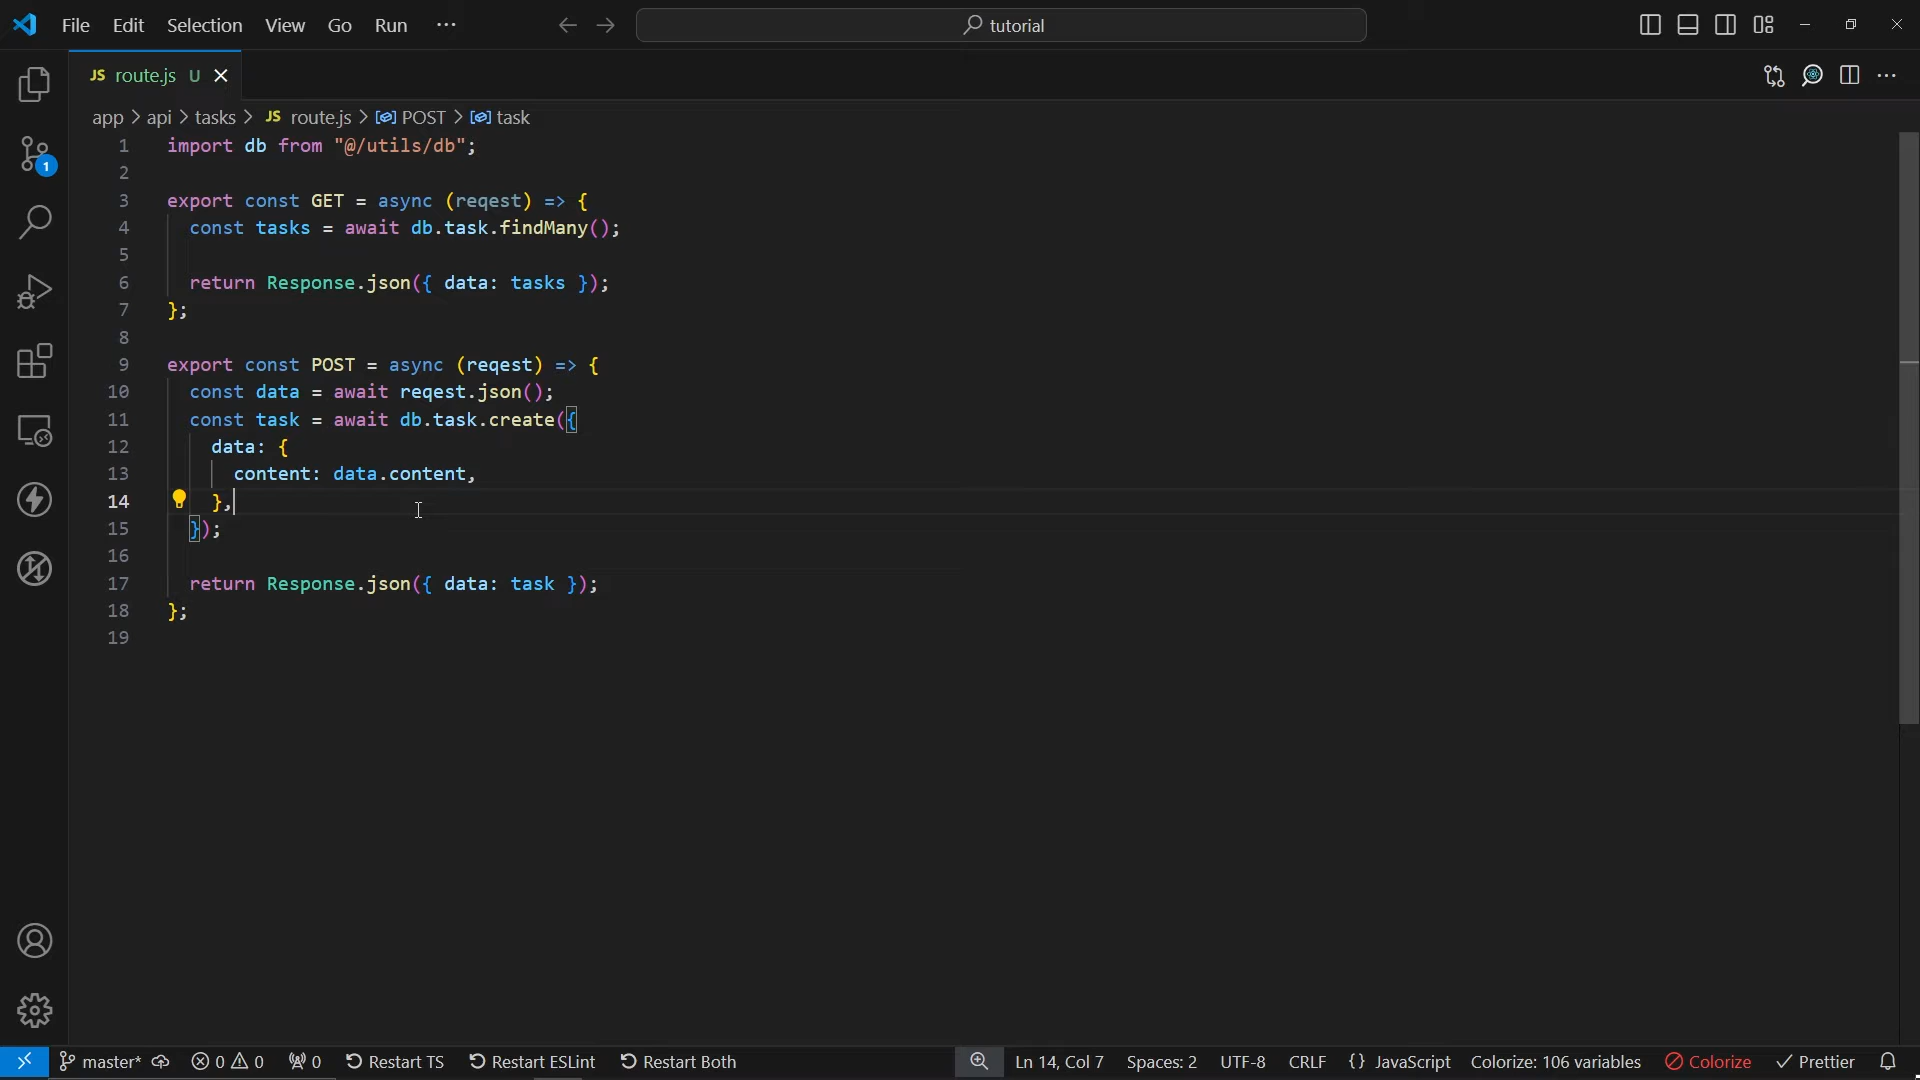 File Edit Selection View Go Run ··· tutorial
JS route.js U
app > api > tasks > JS route.js > POST > task
1 import db from "@/utils/db";
2
3 export const GET = async (reqest) => {
4 const tasks = await db.task.findMany();
5
6 return Response.json({ data: tasks });
7 };
8
9 export const POST = async (reqest) => {
10 const data = await reqest.json();
11 const task = await db.task.create({
12 data: {
13 content: data.content,
14 },
15 });
16
17 return Response.json({ data: task });
18 };
19
1
master* 0 0 0 Restart TS Restart ESLint Restart Both Ln 14, Col 7 Spaces: 2 UTF-8 CRLF {} JavaScript Colorize: 106 variables Colorize Prettier